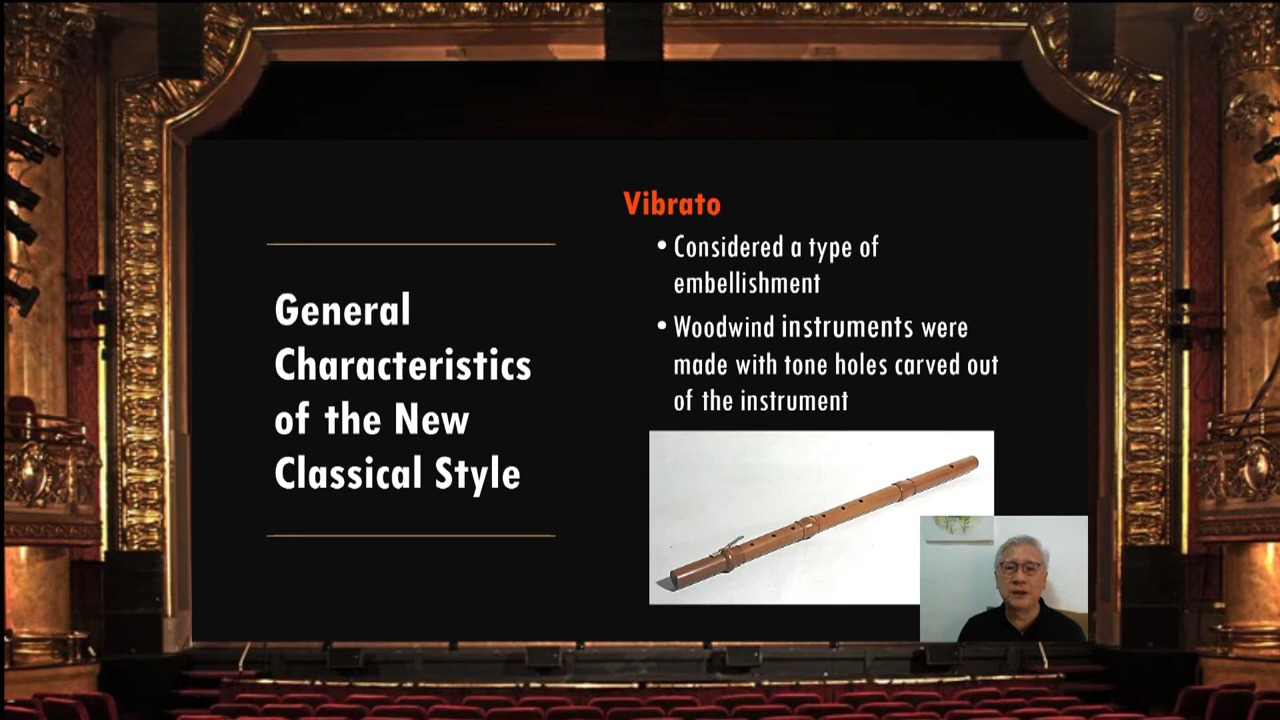 General
Characteristics
of the New
Classical Style
Vibrato
• Considered a type of
embellishment
• Woodwind instruments were
made with tone holes carved out
of the instrument